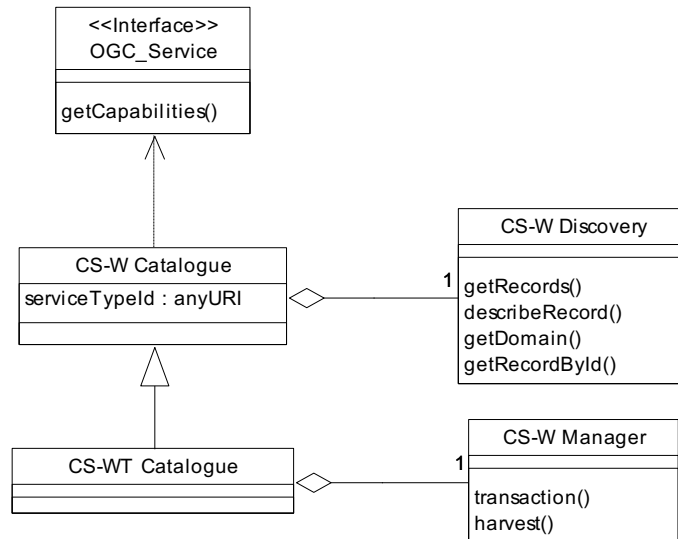 <<Interface>>
OGC_Service
getCapabilities()
CS-W Catalogue
serviceTypeId : anyURI
1
CS-W Discovery
getRecords()
describeRecord()
getDomain()
getRecordById()
CS-WT Catalogue
1
CS-W Manager
transaction()
harvest()